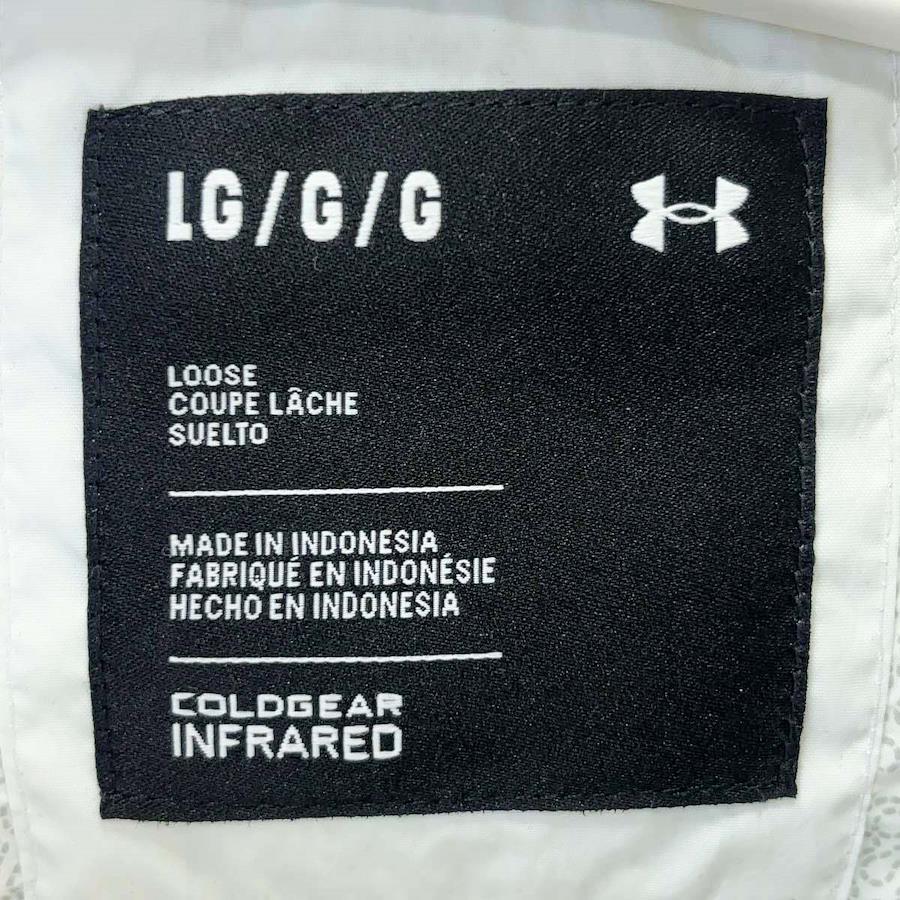 LG/G/G
LOOSE
COUPE LÂCHE
SUELTO
MADE IN INDONESIA
FABRIQUÉ EN INDONÉSIE
HECHO EN INDONESIA
COLDGEAR
INFRARED